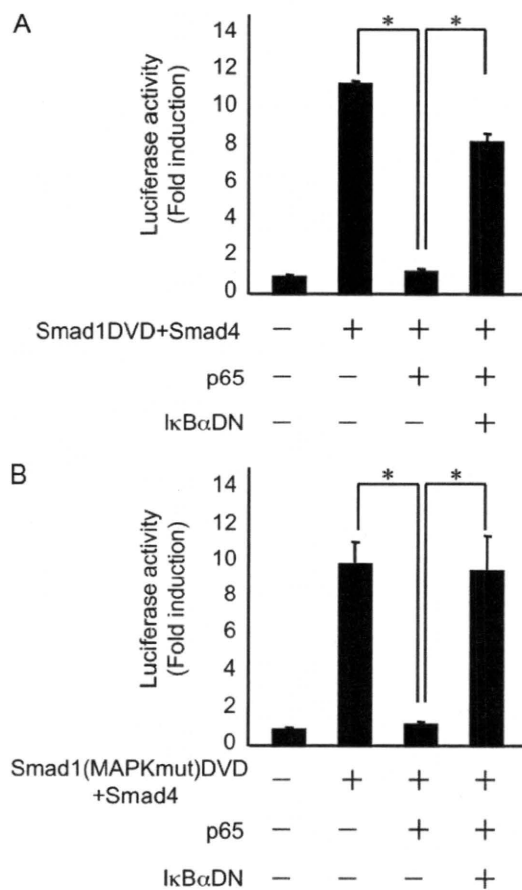 A
Luciferase activity
(Fold induction)
14
12
10
8
6
4
2
0
* *
Smad1DVD+Smad4 − + + +
p65 − − + +
IκBαDN − − − +
B
Luciferase activity
(Fold induction)
14
12
10
8
6
4
2
0
* *
Smad1(MAPKmut)DVD
+Smad4 − + + +
p65 − − + +
IκBαDN − − − +